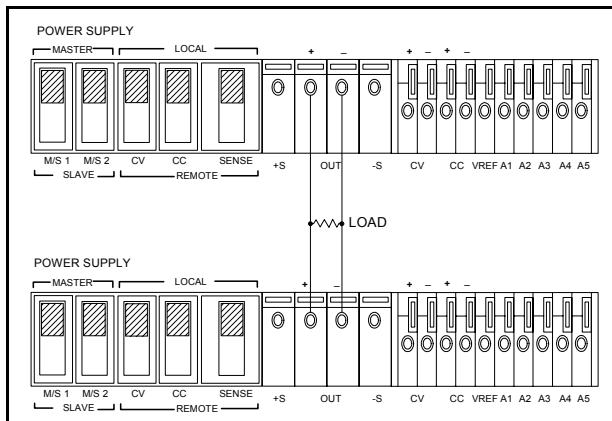 POWER SUPPLY
MASTER LOCAL + – + – + –
M/S 1 M/S 2 CV CC SENSE +S OUT -S CV CC VREF A1 A2 A3 A4 A5
SLAVE REMOTE
LOAD
POWER SUPPLY
MASTER LOCAL + – + – + –
M/S 1 M/S 2 CV CC SENSE +S OUT -S CV CC VREF A1 A2 A3 A4 A5
SLAVE REMOTE